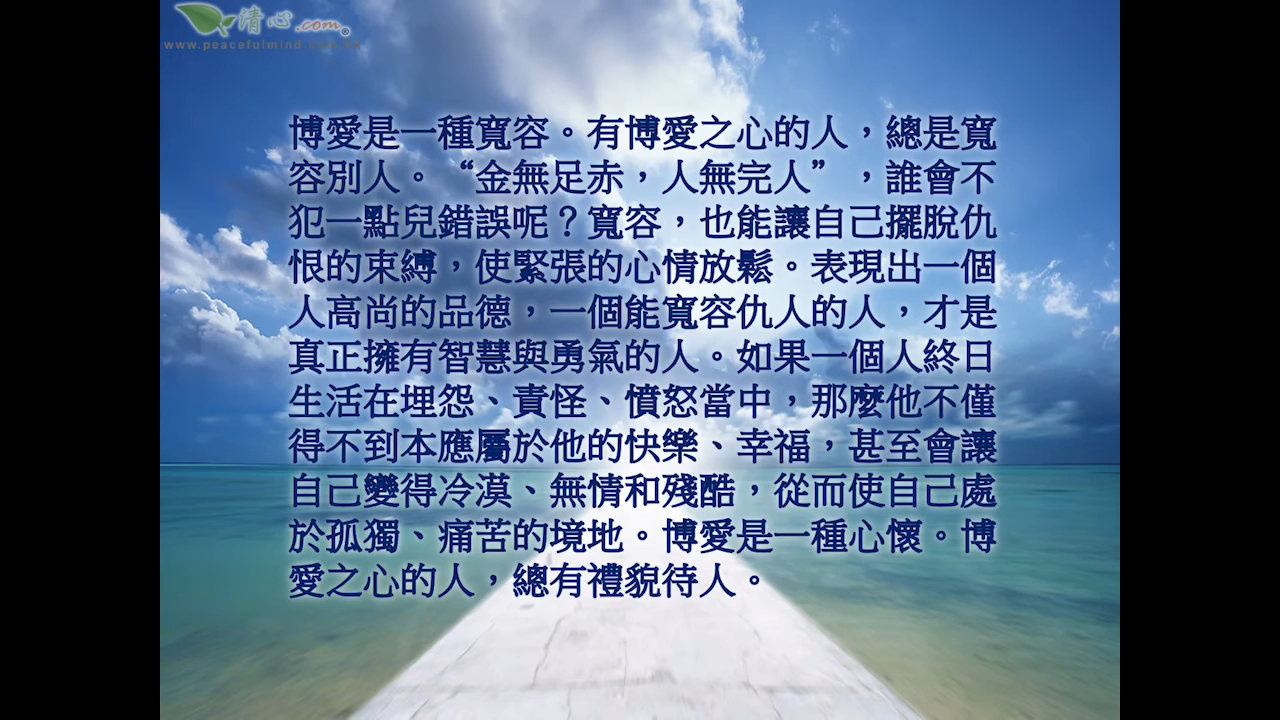 清心.com®
博愛是一種寬容。有博愛之心的人，總是寬
容別人。“金無足赤，人無完人”，誰會不
犯一點兒錯誤呢？寬容，也能讓自己擺脫仇
恨的束縛，使緊張的心情放鬆。表現出一個
人高尚的品德，一個能寬容仇人的人，才是
真正擁有智慧與勇氣的人。如果一個人終日
生活在埋怨、責怪、憤怒當中，那麼他不僅
得不到本應屬於他的快樂、幸福，甚至會讓
自己變得冷漠、無情和殘酷，從而使自己處
於孤獨、痛苦的境地。博愛是一種心懷。博
愛之心的人，總有禮貌待人。